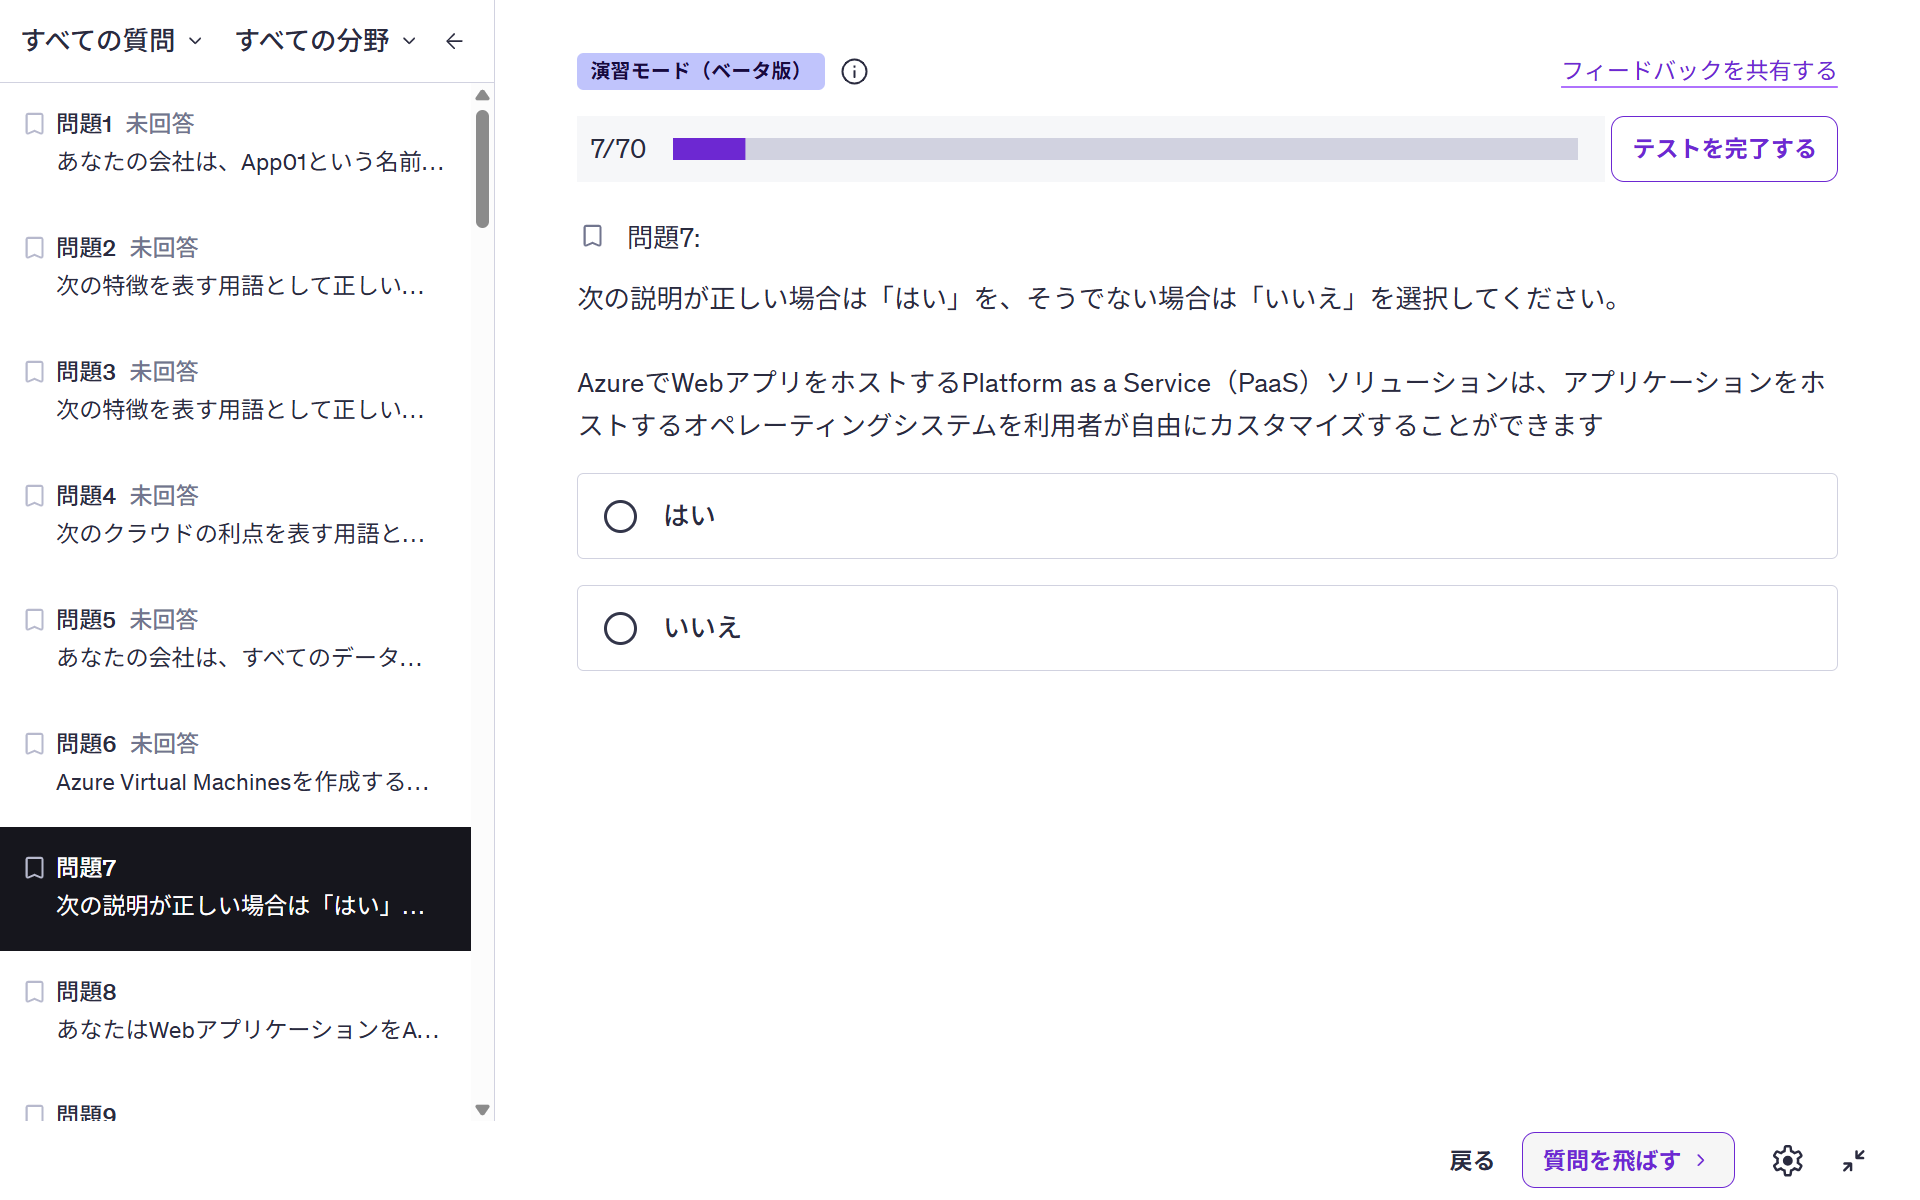 すべての質問 すべての分野
問題1 未回答
あなたの会社は、App01という名前...
問題2 未回答
次の特徴を表す用語として正しい...
問題3 未回答
次の特徴を表す用語として正しい...
問題4 未回答
次のクラウドの利点を表す用語と...
問題5 未回答
あなたの会社は、すべてのデータ...
問題6 未回答
Azure Virtual Machinesを作成する...
問題7
次の説明が正しい場合は「はい」...
問題8
あなたはWebアプリケーションをA...
問題9
演習モード（ベータ版）
フィードバックを共有する
7/70
テストを完了する
問題7:
次の説明が正しい場合は「はい」を、そうでない場合は「いいえ」を選択してください。
AzureでWebアプリをホストするPlatform as a Service（PaaS）ソリューションは、アプリケーションをホ
ストするオペレーティングシステムを利用者が自由にカスタマイズすることができます
はい
いいえ
戻る
質問を飛ばす